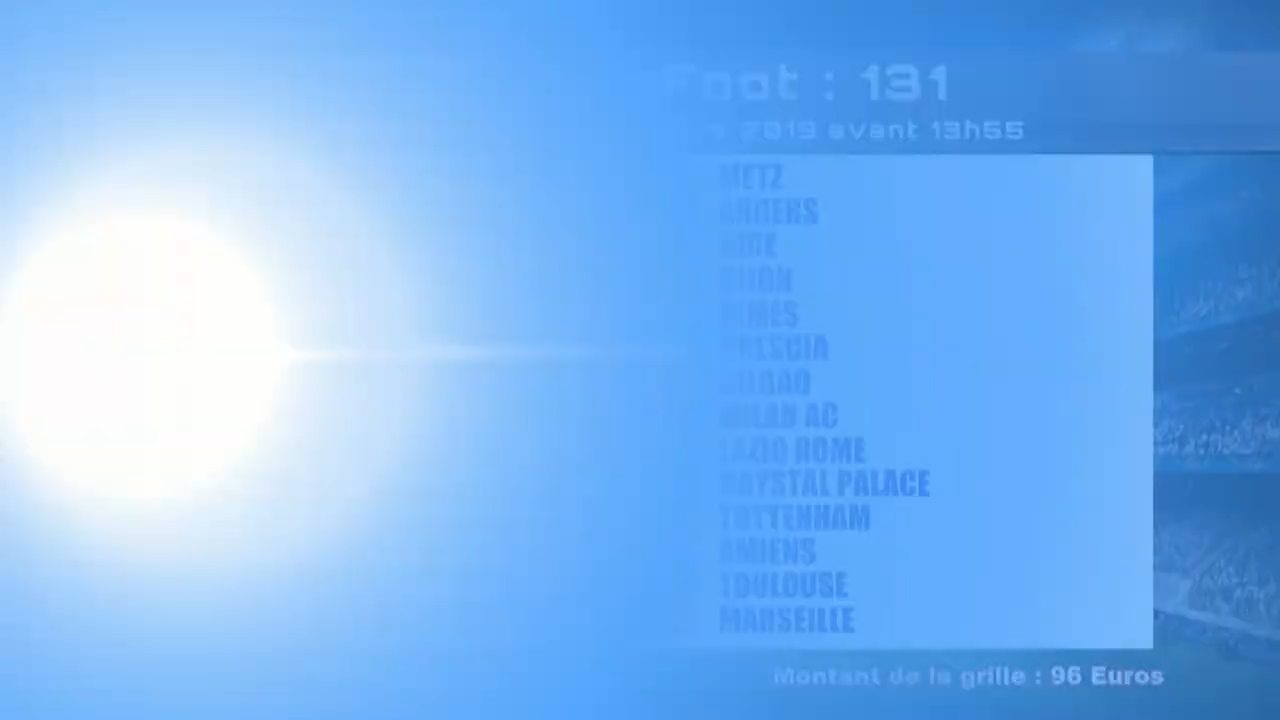 Foot : 131
2019 avant 13h55
METZ
ANGERS
NICE
DIJON
NIMES
BRESCIA
BILBAO
MILAN AC
LAZIO ROME
CRYSTAL PALACE
TOTTENHAM
AMIENS
TOULOUSE
MARSEILLE
Montant de la grille : 96 Euros